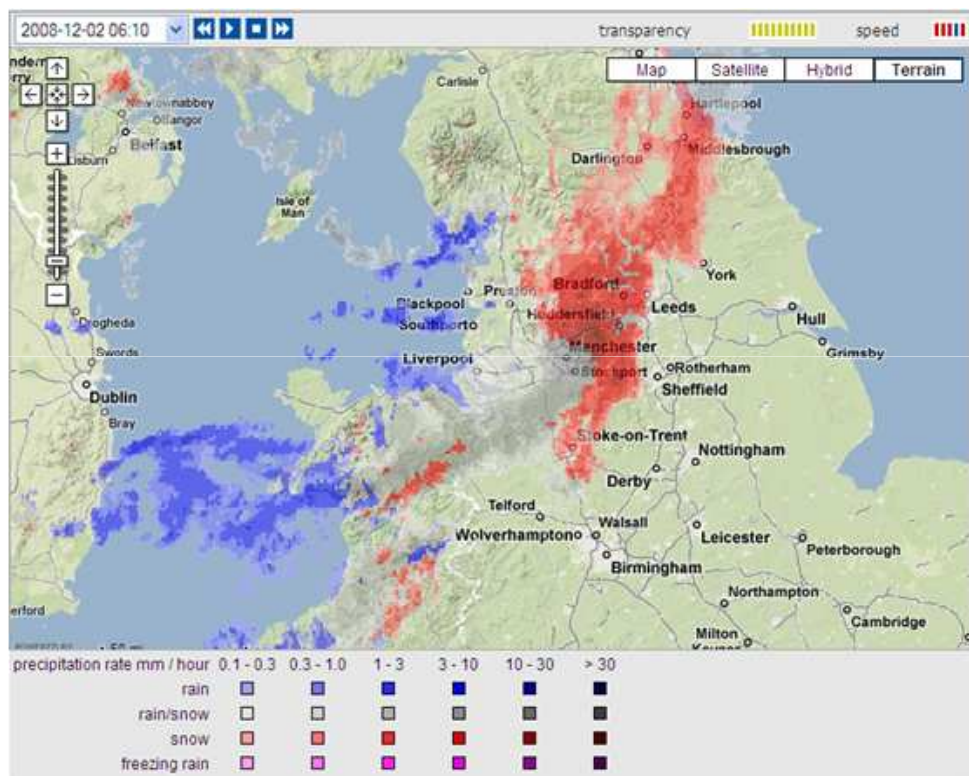 2008-12-02 06:10
transparency
speed
Map
Satellite
Hybrid
Terrain
Carlisle
Hartlepool
Newtownabbey
Bangor
Belfast
Lisburn
Darlington
Middlesbrough
Isle of
Man
York
Bradford
Blackpool
Leeds
Huddersfield
Hull
Southport
Drogheda
Manchester
Grimsby
Swords
Liverpool
Stockport
Rotherham
Dublin
Sheffield
Bray
Stoke-on-Trent
Nottingham
Derby
Telford
Walsall
Wolverhampton
Leicester
Peterborough
Birmingham
Northampton
Cambridge
Milton
precipitation rate mm / hour 0.1 - 0.3 0.3 - 1.0 1 - 3 3 - 10 10 - 30 > 30
rain
rain/snow
snow
freezing rain